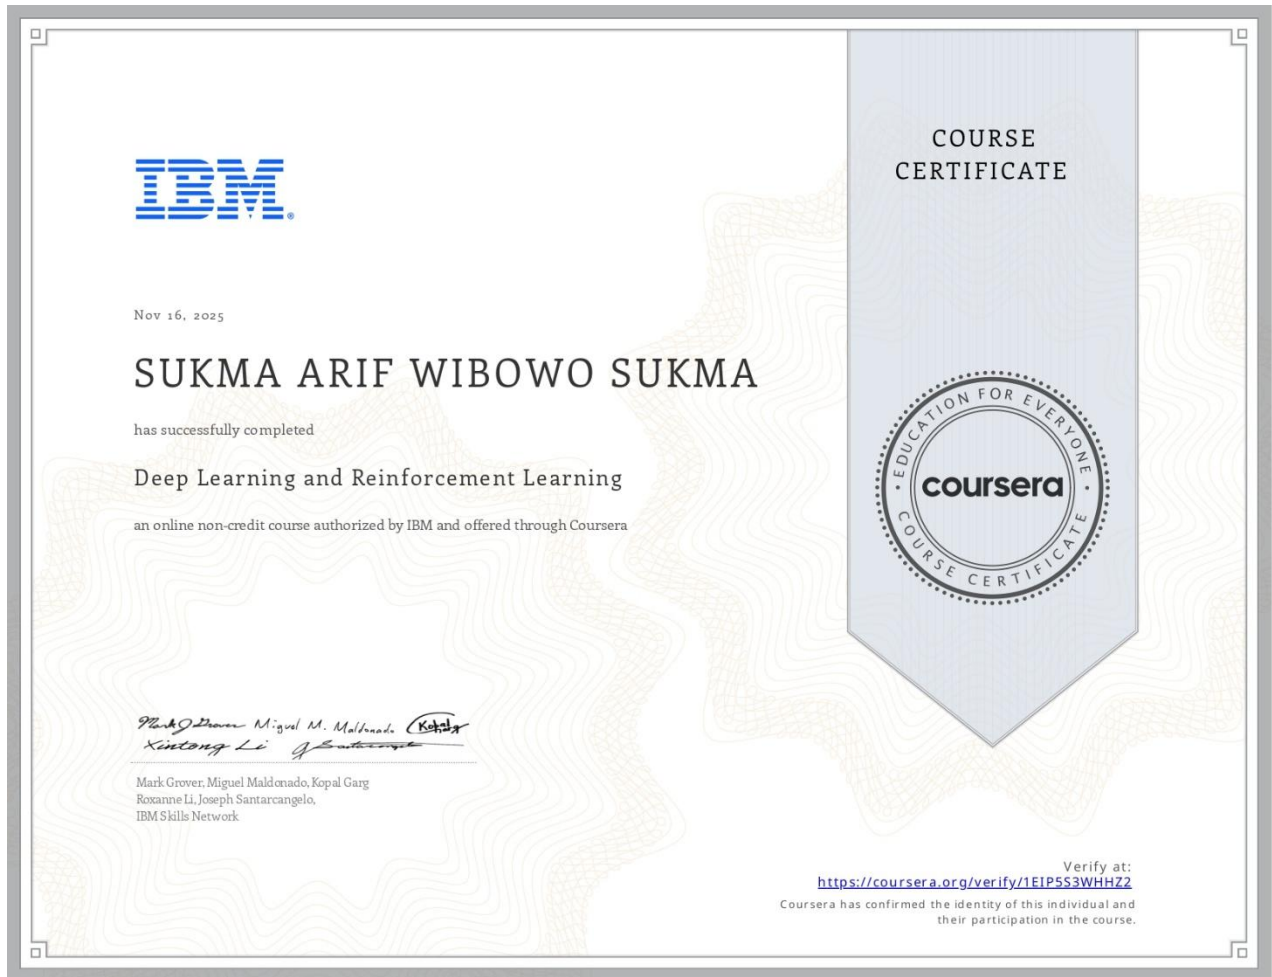 COURSE
CERTIFICATE
IBM®
Nov 16, 2025
SUKMA ARIF WIBOWO SUKMA
has successfully completed
Deep Learning and Reinforcement Learning
an online non-credit course authorized by IBM and offered through Coursera
EDUCATION FOR EVERYONE
coursera
COURSE CERTIFICATE
Miguel M. Maldonado Kopal
Xintong Li
Mark Grover, Miguel Maldonado, Kopal Garg
Roxanne Li, Joseph Santarcangelo,
IBM Skills Network
Verify at:
https://coursera.org/verify/1EIP5S3WHHZ2
Coursera has confirmed the identity of this individual and
their participation in the course.